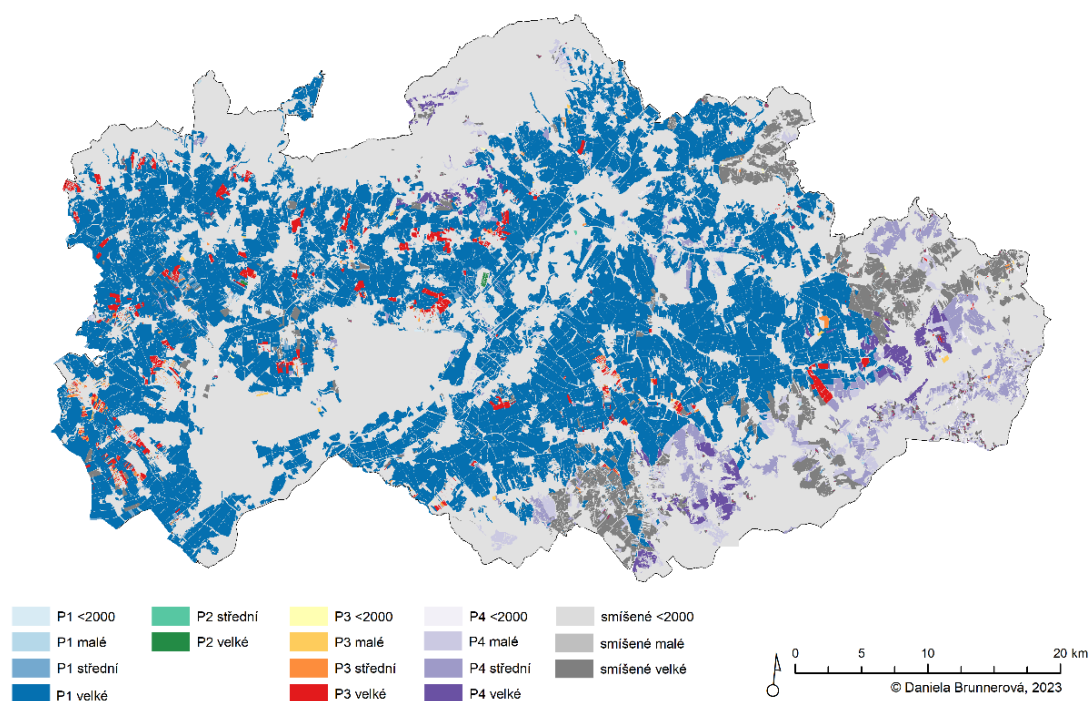 P1 <2000
P1 malé
P1 střední
P1 velké
P2 střední
P2 velké
P3 <2000
P3 malé
P3 střední
P3 velké
P4 <2000
P4 malé
P4 střední
P4 velké
smíšené <2000
smíšené malé
smíšené velké
0 5 10 20 km
© Daniela Brunnerová, 2023